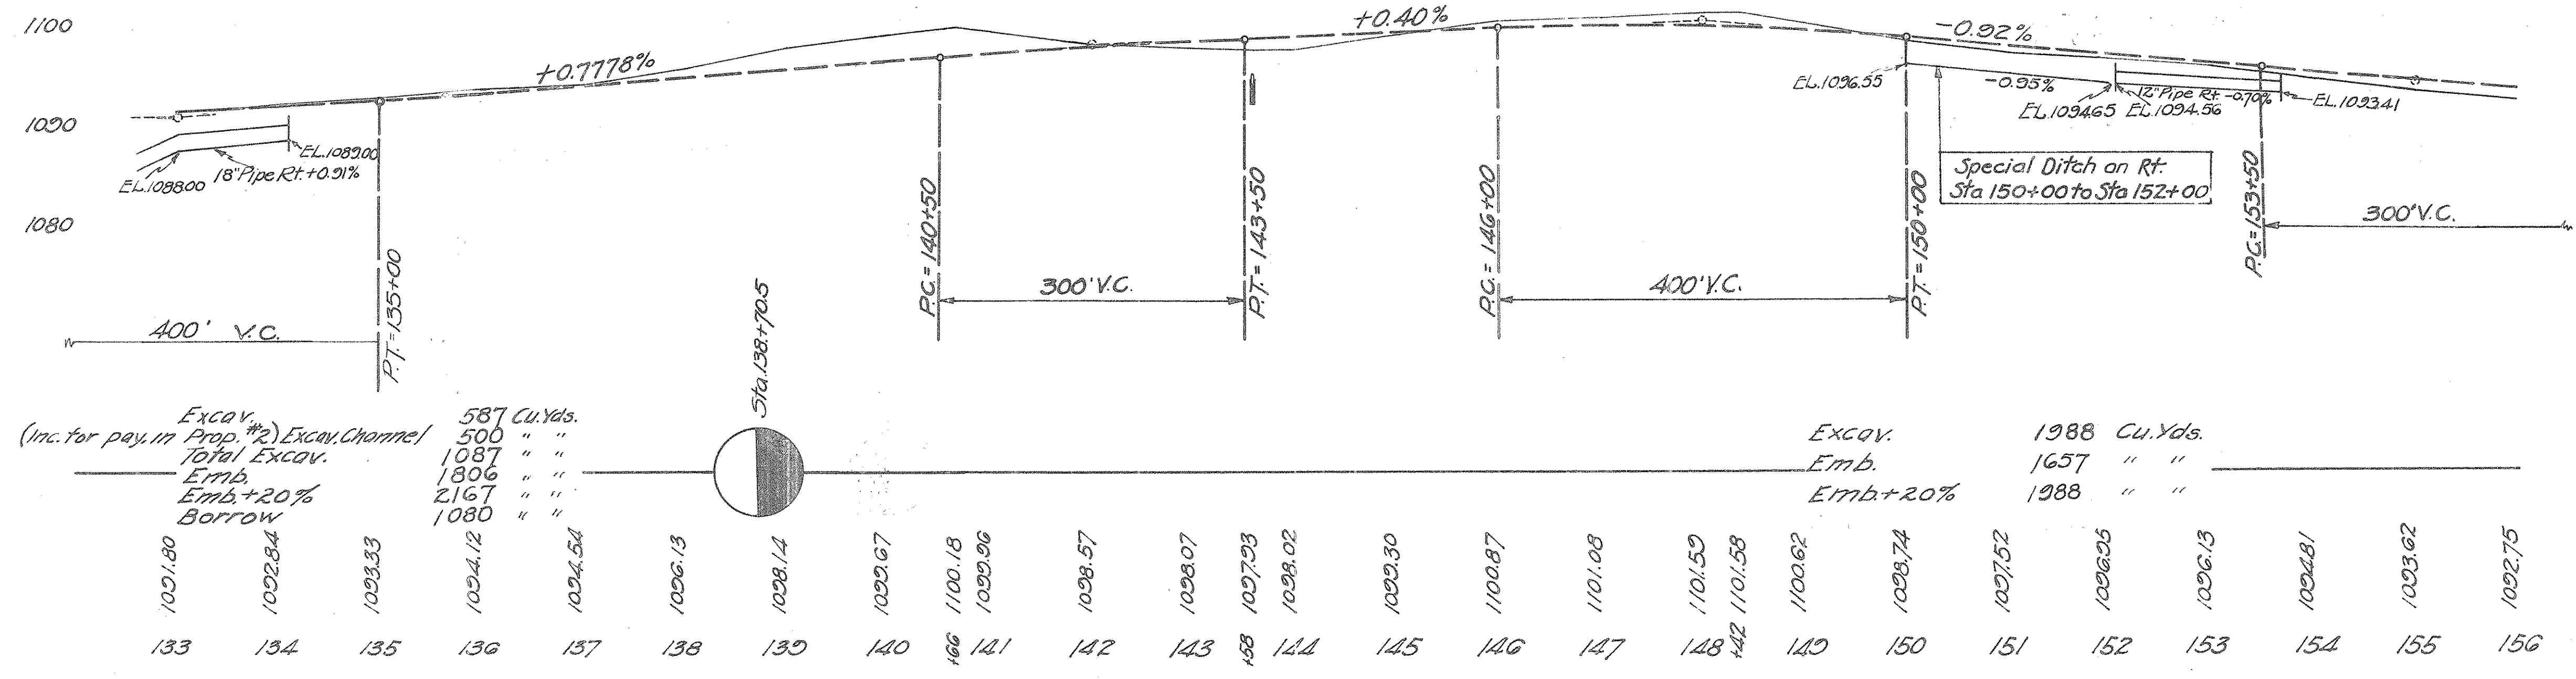 1100
1090
1080
+0.7778%
+0.40%
-0.92%
EL.1088.00
18"Pipe Rt.+0.91%
EL.1089.00
EL.1096.55
-0.95%
EL.1094.65
EL.1094.56
12"Pipe Rt.-0.70%
EL.1093.41
Special Ditch on Rt.
Sta 150+00 to Sta 152+00
400' V.C.
P.T.=135+00
P.C.=140+50
300'V.C.
P.T.=143+50
P.C.=146+00
400'V.C.
P.T.=150+00
P.C.=153+50
300'V.C.
Sta.138+70.5
Excav. 587 Cu.Yds.
(Inc. for pay. in Prop. #2) Excav. Channel 500 " "
Total Excav. 1087 " "
Emb. 1806 " "
Emb.+20% 2167 " "
Borrow 1080 " "
Excav. 1988 Cu.Yds.
Emb. 1657 " "
Emb.+20% 1988 " "
1091.80 1092.84 1093.33 1094.12 1094.54 1096.13 1098.14 1099.67 1100.18 1099.96 1098.57 1098.07 1097.93 1098.02 1099.30 1100.87 1101.08 1101.59 1101.58 1100.62 1098.74 1097.52 1096.95 1096.13 1094.81 1093.62 1092.75
133 134 135 136 137 138 139 140 +66 141 142 143 +58 144 145 146 147 148 +42 149 150 151 152 153 154 155 156